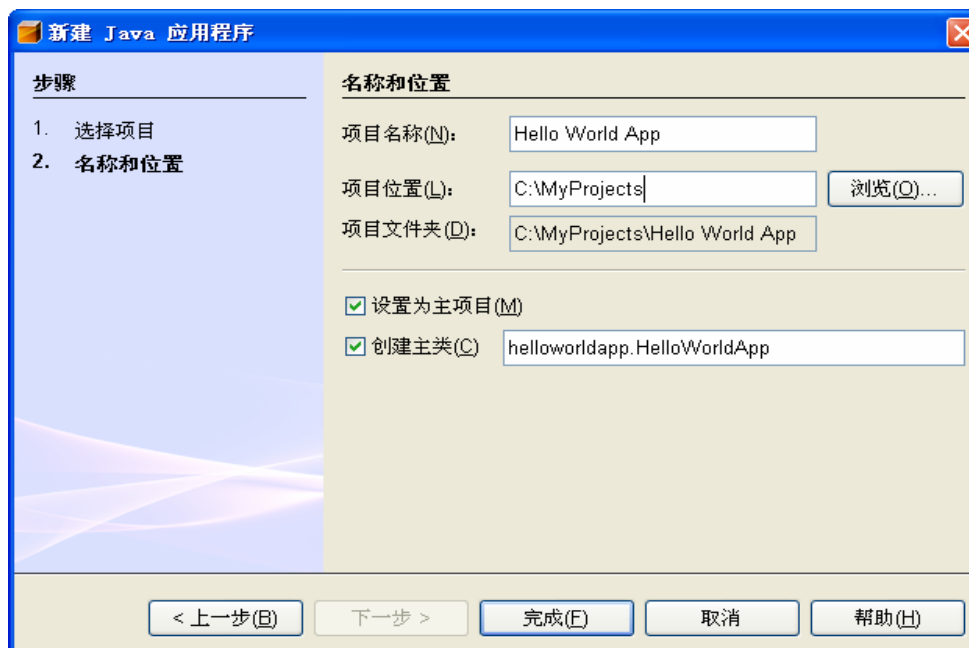 新建 Java 应用程序
步骤
1. 选择项目
2. 名称和位置
名称和位置
项目名称(N): Hello World App
项目位置(L): C:\MyProjects 浏览(O)...
项目文件夹(D): C:\MyProjects\Hello World App
设置为主项目(M)
创建主类(C) helloworldapp.HelloWorldApp
< 上一步(B) 下一步 > 完成(F) 取消 帮助(H)